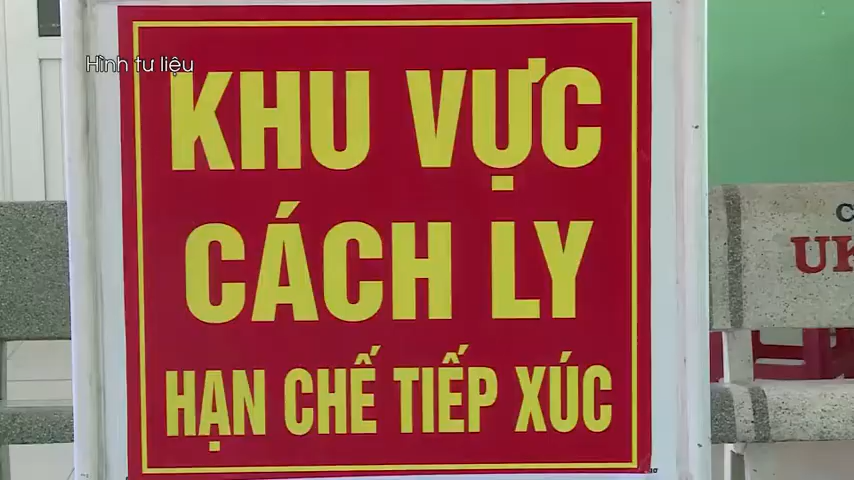 Hình tư liệu
KHU VỰC
CÁCH LY
HẠN CHẾ TIẾP XÚC